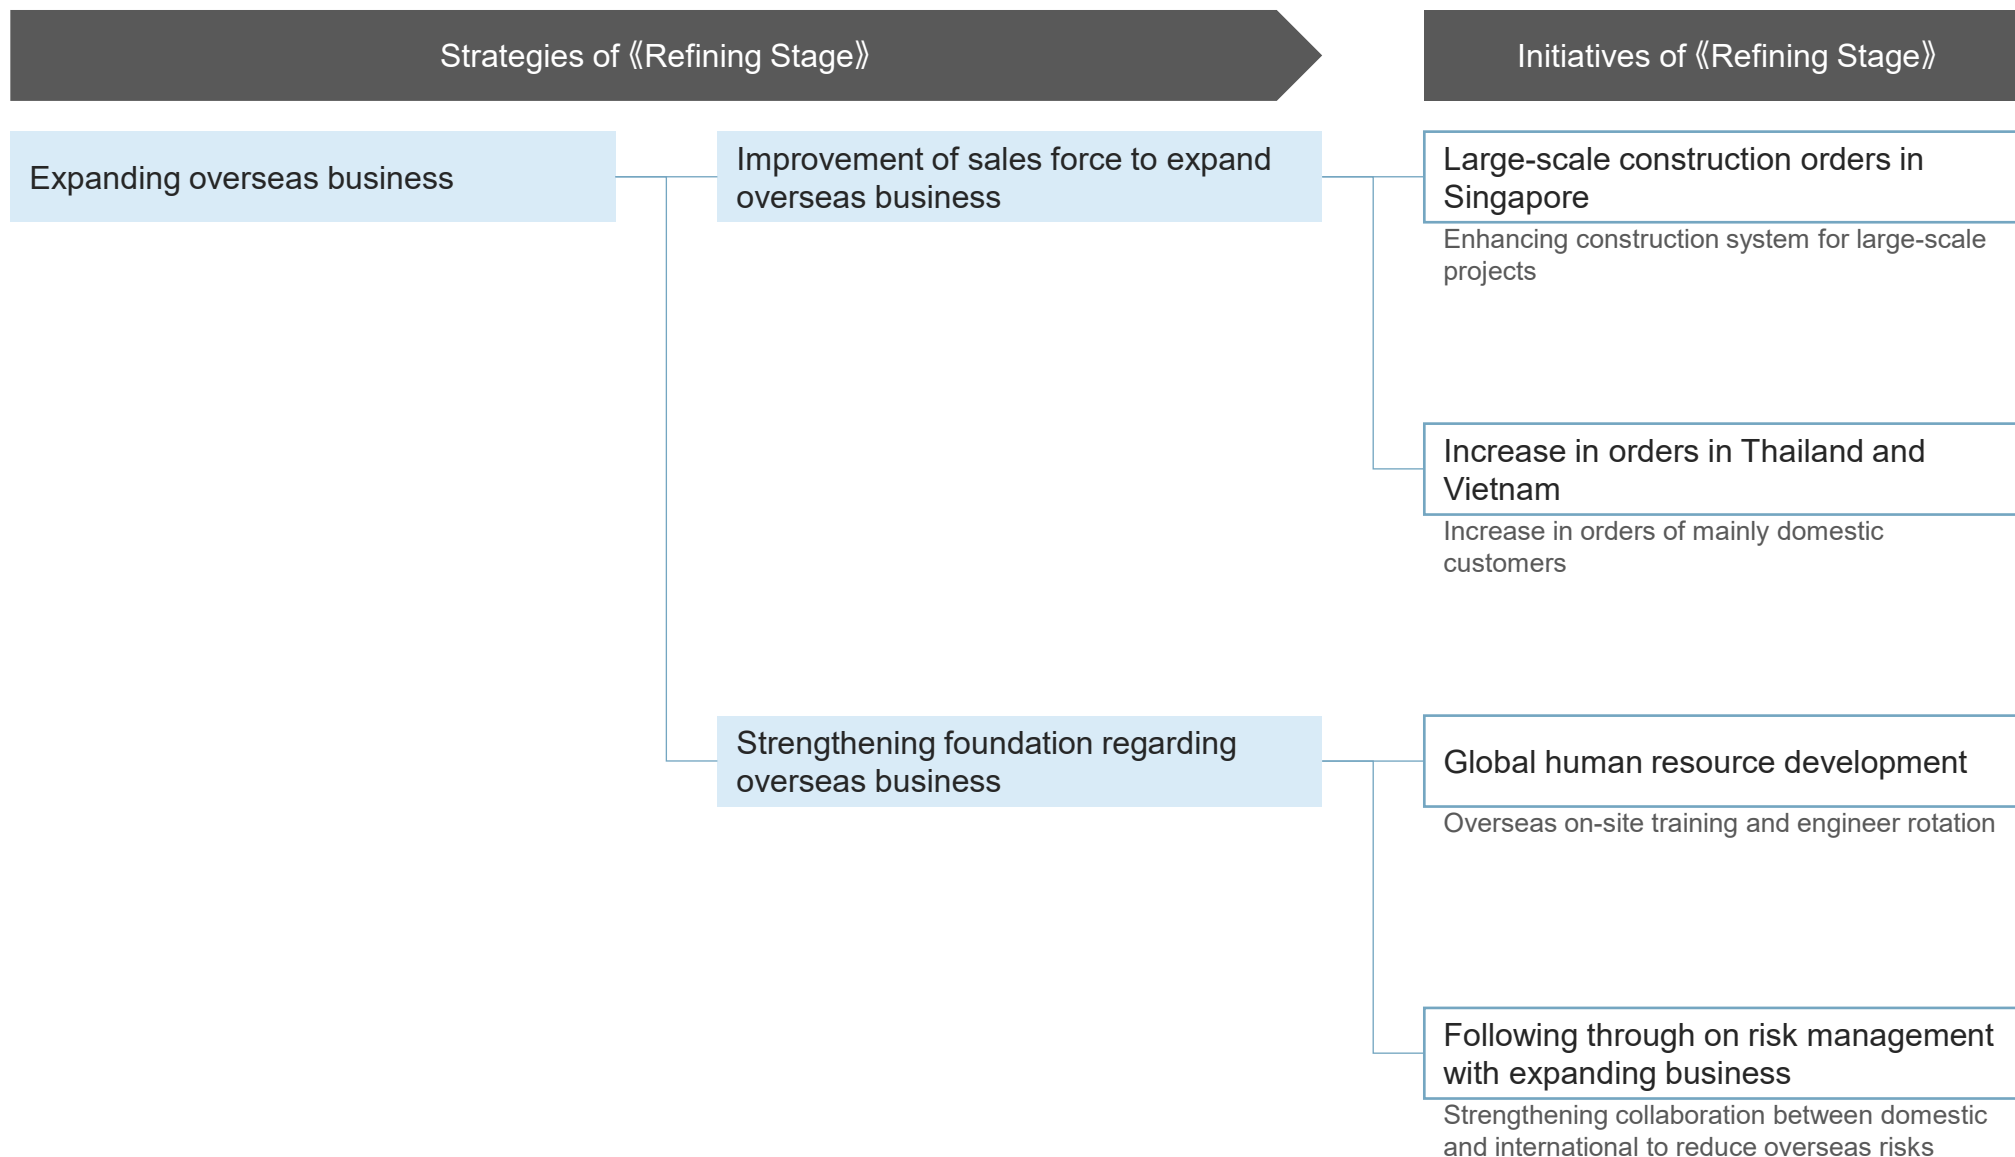 Strategies of 《Refining Stage》
Initiatives of 《Refining Stage》
Expanding overseas business
Improvement of sales force to expand
overseas business
Large-scale construction orders in
Singapore
Enhancing construction system for large-scale
projects
Increase in orders in Thailand and
Vietnam
Increase in orders of mainly domestic
customers
Strengthening foundation regarding
overseas business
Global human resource development
Overseas on-site training and engineer rotation
Following through on risk management
with expanding business
Strengthening collaboration between domestic
and international to reduce overseas risks